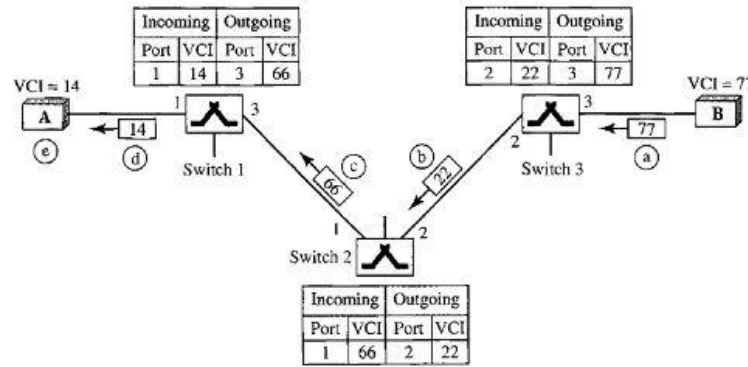 Incoming Outgoing
Port VCI Port VCI
1 14 3 66
Incoming Outgoing
Port VCI Port VCI
2 22 3 77
VCI = 14
VCI = 77
A
1
3
3
B
14
77
2
e
d
Switch 1
c
66
b
22
Switch 3
a
1
Switch 2
2
Incoming Outgoing
Port VCI Port VCI
1 66 2 22